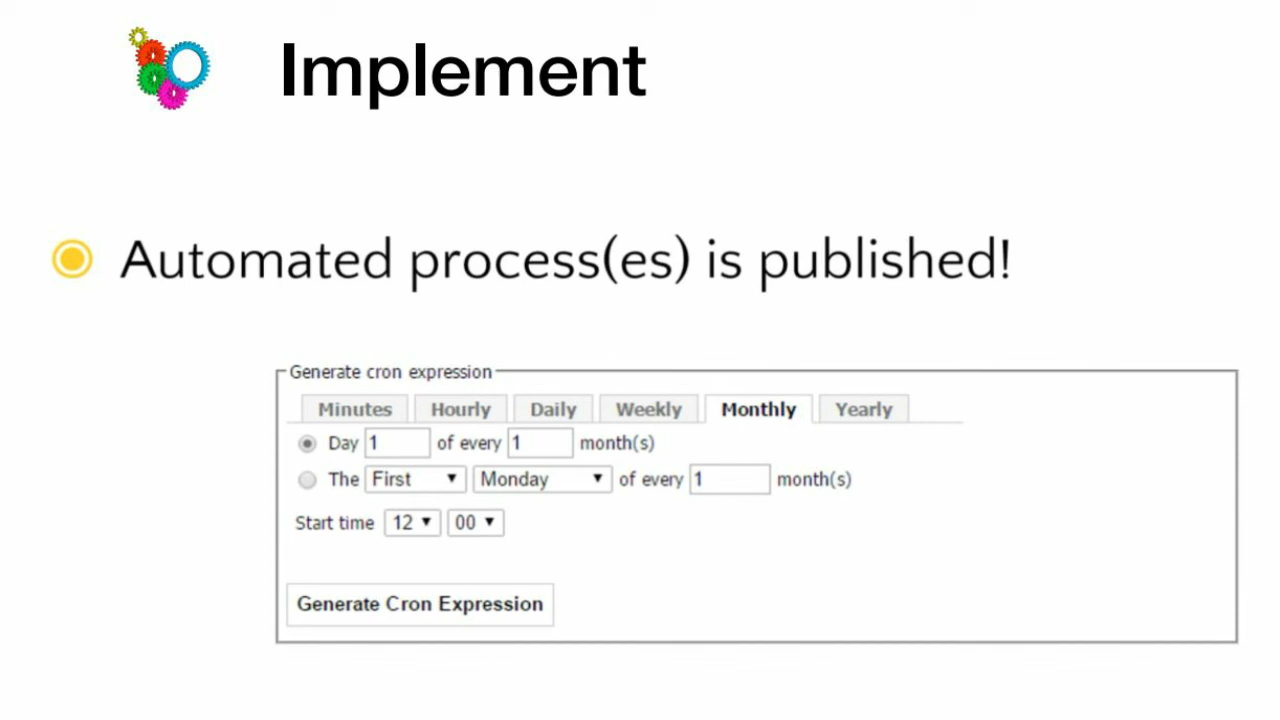 Implement
Automated process(es) is published!
Generate cron expression
Minutes Hourly Daily Weekly Monthly Yearly
Day 1 of every 1 month(s)
The First Monday of every 1 month(s)
Start time 12 00
Generate Cron Expression